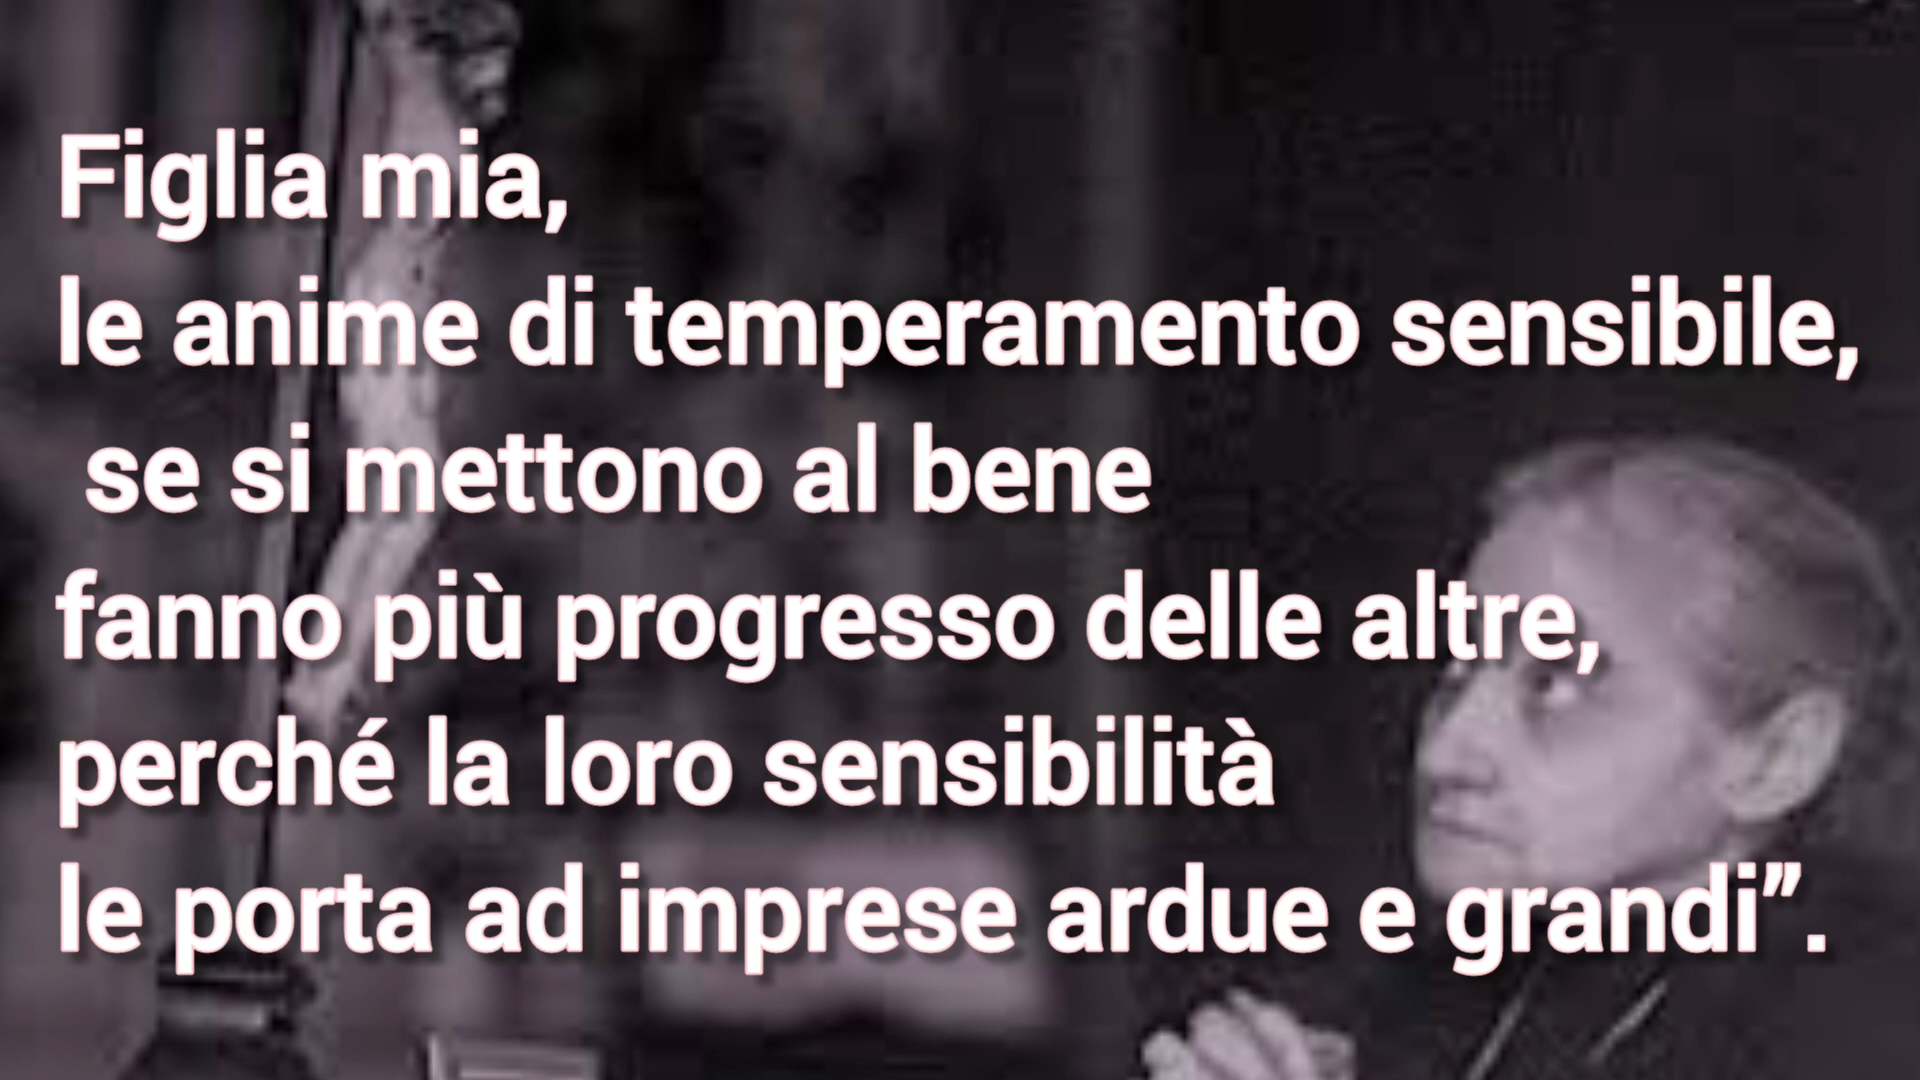 Figlia mia,
le anime di temperamento sensibile,
se si mettono al bene
fanno più progresso delle altre,
perché la loro sensibilità
le porta ad imprese ardue e grandi”.